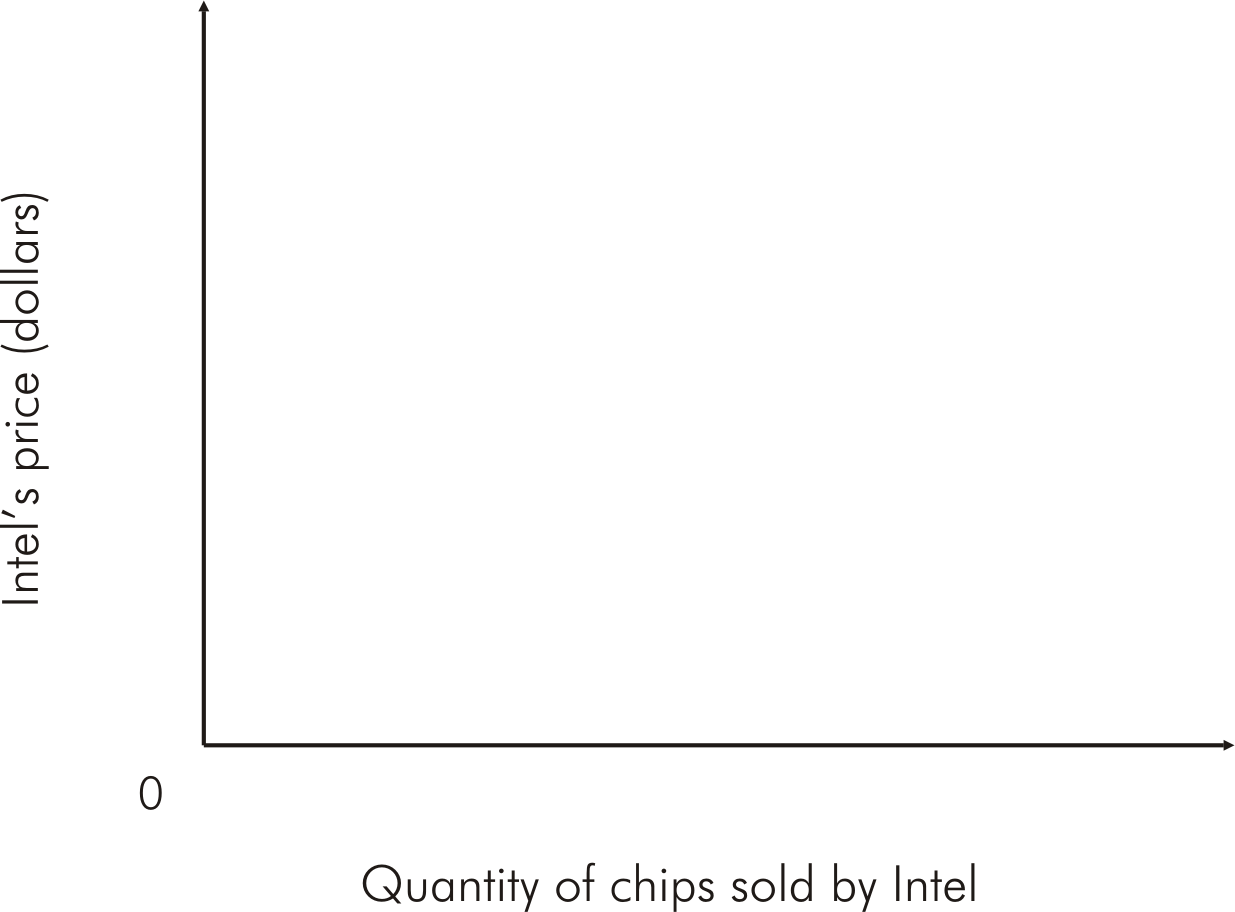 Intel's price (dollars)
0
Quantity of chips sold by Intel